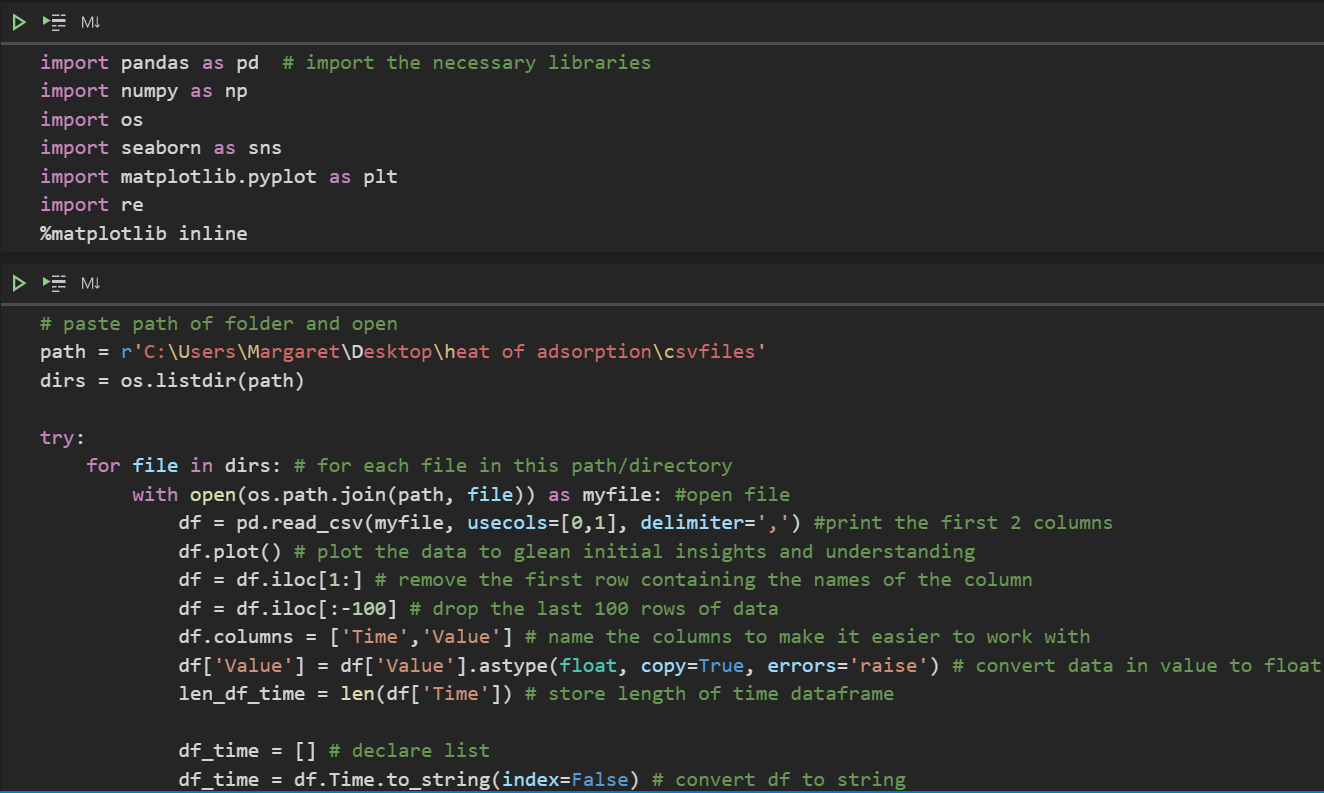 M↓
import pandas as pd  # import the necessary libraries
import numpy as np
import os
import seaborn as sns
import matplotlib.pyplot as plt
import re
%matplotlib inline
M↓
# paste path of folder and open
path = r'C:\Users\Margaret\Desktop\heat of adsorption\csvfiles'
dirs = os.listdir(path)
try:
    for file in dirs: # for each file in this path/directory
        with open(os.path.join(path, file)) as myfile: #open file
            df = pd.read_csv(myfile, usecols=[0,1], delimiter=',') #print the first 2 columns
            df.plot() # plot the data to glean initial insights and understanding
            df = df.iloc[1:] # remove the first row containing the names of the column
            df = df.iloc[:-100] # drop the last 100 rows of data
            df.columns = ['Time','Value'] # name the columns to make it easier to work with
            df['Value'] = df['Value'].astype(float, copy=True, errors='raise') # convert data in value to float
            len_df_time = len(df['Time']) # store length of time dataframe
            df_time = [] # declare list
            df_time = df.Time.to_string(index=False) # convert df to string